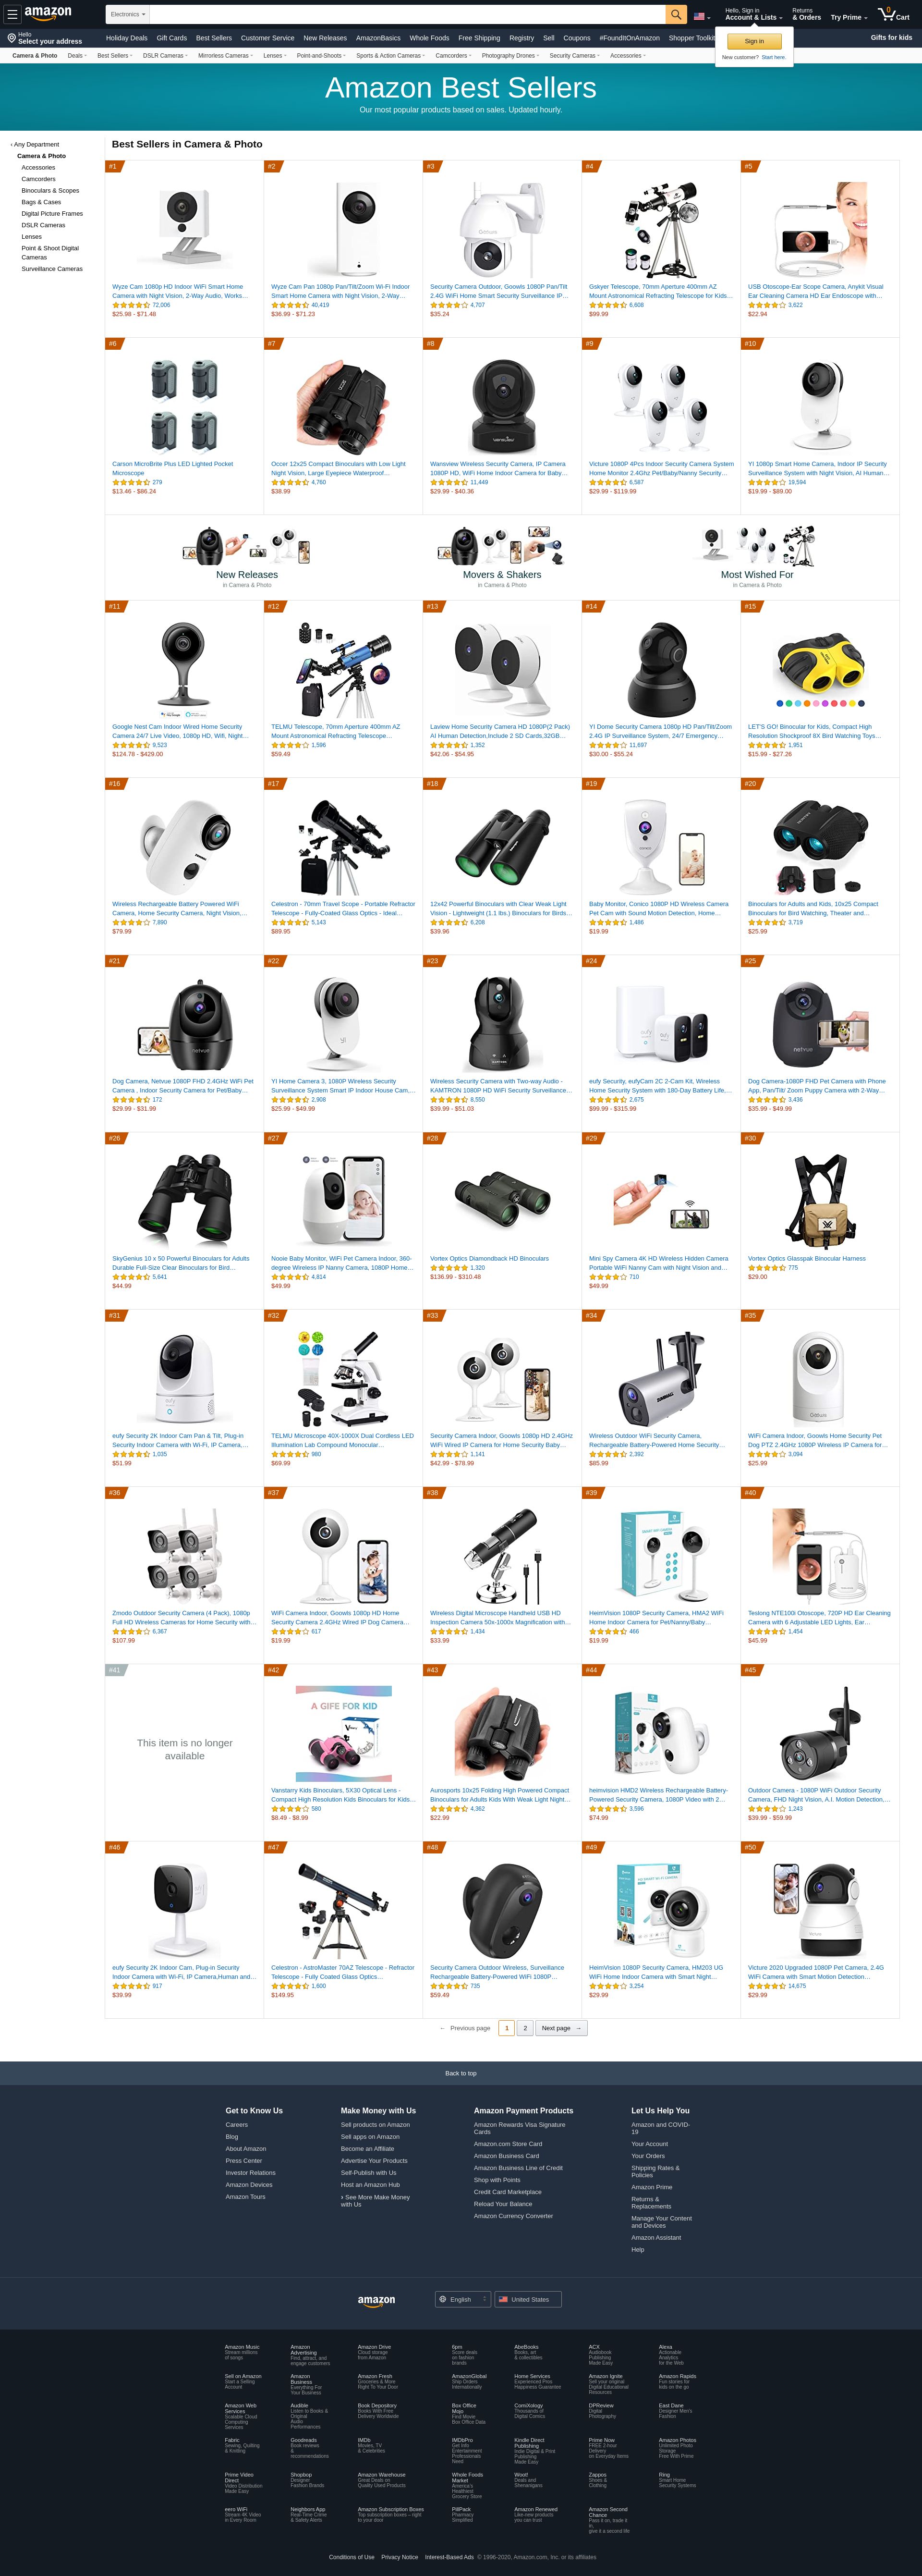 amazon
Electronics
Hello, Sign in
Account & Lists
Returns
& Orders
Try Prime
0
Cart
Hello
Select your address
Holiday Deals Gift Cards Best Sellers Customer Service New Releases AmazonBasics Whole Foods Free Shipping Registry Sell Coupons #FoundItOnAmazon Shopper Toolkit
Gifts for kids
Sign in
New customer? Start here.
Camera & Photo Deals Best Sellers DSLR Cameras Mirrorless Cameras Lenses Point-and-Shoots Sports & Action Cameras Camcorders Photography Drones Security Cameras Accessories
Amazon Best Sellers
Our most popular products based on sales. Updated hourly.
‹ Any Department
Camera & Photo
Accessories
Camcorders
Binoculars & Scopes
Bags & Cases
Digital Picture Frames
DSLR Cameras
Lenses
Point & Shoot Digital
Cameras
Surveillance Cameras
Best Sellers in Camera & Photo
#1
Wyze Cam 1080p HD Indoor WiFi Smart Home
Camera with Night Vision, 2-Way Audio, Works…
72,006
$25.98 - $71.48
#2
Wyze Cam Pan 1080p Pan/Tilt/Zoom Wi-Fi Indoor
Smart Home Camera with Night Vision, 2-Way…
40,419
$36.99 - $71.23
#3
Security Camera Outdoor, Goowls 1080P Pan/Tilt
2.4G WiFi Home Smart Security Surveillance IP…
4,707
$35.24
#4
Gskyer Telescope, 70mm Aperture 400mm AZ
Mount Astronomical Refracting Telescope for Kids…
6,608
$99.99
#5
USB Otoscope-Ear Scope Camera, Anykit Visual
Ear Cleaning Camera HD Ear Endoscope with…
3,622
$22.94
#6
Carson MicroBrite Plus LED Lighted Pocket
Microscope
279
$13.46 - $86.24
#7
Occer 12x25 Compact Binoculars with Low Light
Night Vision, Large Eyepiece Waterproof…
4,760
$38.99
#8
Wansview Wireless Security Camera, IP Camera
1080P HD, WiFi Home Indoor Camera for Baby…
11,449
$29.99 - $40.36
#9
Victure 1080P 4Pcs Indoor Security Camera System
Home Monitor 2.4Ghz Pet/Baby/Nanny Security…
6,587
$29.99 - $119.99
#10
YI 1080p Smart Home Camera, Indoor IP Security
Surveillance System with Night Vision, AI Human…
19,594
$19.99 - $89.00
New Releases
in Camera & Photo
Movers & Shakers
in Camera & Photo
Most Wished For
in Camera & Photo
#11
Google Nest Cam Indoor Wired Home Security
Camera 24/7 Live Video, 1080p HD, Wifi, Night…
9,523
$124.78 - $429.00
#12
TELMU Telescope, 70mm Aperture 400mm AZ
Mount Astronomical Refracting Telescope…
1,596
$59.49
#13
Laview Home Security Camera HD 1080P(2 Pack)
AI Human Detection,Include 2 SD Cards,32GB…
1,352
$42.06 - $54.95
#14
YI Dome Security Camera 1080p HD Pan/Tilt/Zoom
2.4G IP Surveillance System, 24/7 Emergency…
11,697
$30.00 - $55.24
#15
LET'S GO! Binocular for Kids, Compact High
Resolution Shockproof 8X Bird Watching Toys…
1,951
$15.99 - $27.26
#16
Wireless Rechargeable Battery Powered WiFi
Camera, Home Security Camera, Night Vision,…
7,890
$79.99
#17
Celestron - 70mm Travel Scope - Portable Refractor
Telescope - Fully-Coated Glass Optics - Ideal…
5,143
$89.95
#18
12x42 Powerful Binoculars with Clear Weak Light
Vision - Lightweight (1.1 lbs.) Binoculars for Birds…
6,208
$39.96
#19
Baby Monitor, Conico 1080P HD Wireless Camera
Pet Cam with Sound Motion Detection, Home…
1,486
$19.99
#20
Binoculars for Adults and Kids, 10x25 Compact
Binoculars for Bird Watching, Theater and…
3,719
$25.99
#21
Dog Camera, Netvue 1080P FHD 2.4GHz WiFi Pet
Camera , Indoor Security Camera for Pet/Baby…
172
$29.99 - $31.99
#22
YI Home Camera 3, 1080P Wireless Security
Surveillance System Smart IP Indoor House Cam,…
2,908
$25.99 - $49.99
#23
Wireless Security Camera with Two-way Audio -
KAMTRON 1080P HD WiFi Security Surveillance…
8,550
$39.99 - $51.03
#24
eufy Security, eufyCam 2C 2-Cam Kit, Wireless
Home Security System with 180-Day Battery Life,…
2,675
$99.99 - $315.99
#25
Dog Camera-1080P FHD Pet Camera with Phone
App, Pan/Tilt/ Zoom Puppy Camera with 2-Way…
3,436
$35.99 - $49.99
#26
SkyGenius 10 x 50 Powerful Binoculars for Adults
Durable Full-Size Clear Binoculars for Bird…
5,641
$44.99
#27
Nooie Baby Monitor, WiFi Pet Camera Indoor, 360-
degree Wireless IP Nanny Camera, 1080P Home…
4,814
$49.99
#28
Vortex Optics Diamondback HD Binoculars
1,320
$136.99 - $310.48
#29
Mini Spy Camera 4K HD Wireless Hidden Camera
Portable WiFi Nanny Cam with Night Vision and…
710
$49.99
#30
Vortex Optics Glasspak Binocular Harness
775
$29.00
#31
eufy Security 2K Indoor Cam Pan & Tilt, Plug-in
Security Indoor Camera with Wi-Fi, IP Camera,…
1,035
$51.99
#32
TELMU Microscope 40X-1000X Dual Cordless LED
Illumination Lab Compound Monocular…
980
$69.99
#33
Security Camera Indoor, Goowls 1080p HD 2.4GHz
WiFi Wired IP Camera for Home Security Baby…
1,141
$42.99 - $78.99
#34
Wireless Outdoor WiFi Security Camera,
Rechargeable Battery-Powered Home Security…
2,392
$85.99
#35
WiFi Camera Indoor, Goowls Home Security Pet
Dog PTZ 2.4GHz 1080P Wireless IP Camera for…
3,094
$25.99
#36
Zmodo Outdoor Security Camera (4 Pack), 1080p
Full HD Wireless Cameras for Home Security with…
6,367
$107.99
#37
WiFi Camera Indoor, Goowls 1080p HD Home
Security Camera 2.4GHz Wired IP Dog Camera…
617
$19.99
#38
Wireless Digital Microscope Handheld USB HD
Inspection Camera 50x-1000x Magnification with…
1,434
$33.99
#39
HeimVision 1080P Security Camera, HMA2 WiFi
Home Indoor Camera for Pet/Nanny/Baby…
466
$19.99
#40
Teslong NTE100i Otoscope, 720P HD Ear Cleaning
Camera with 6 Adjustable LED Lights, Ear…
1,454
$45.99
#41
This item is no longer
available
#42
A GIFE FOR KID
Vanstarry Kids Binoculars, 5X30 Optical Lens -
Compact High Resolution Kids Binoculars for Kids…
580
$8.49 - $8.99
#43
Aurosports 10x25 Folding High Powered Compact
Binoculars for Adults Kids With Weak Light Night…
4,362
$22.99
#44
heimvision HMD2 Wireless Rechargeable Battery-
Powered Security Camera, 1080P Video with 2…
3,596
$74.99
#45
Outdoor Camera - 1080P WiFi Outdoor Security
Camera, FHD Night Vision, A.I. Motion Detection,…
1,243
$39.99 - $59.99
#46
eufy Security 2K Indoor Cam, Plug-in Security
Indoor Camera with Wi-Fi, IP Camera,Human and…
917
$39.99
#47
Celestron - AstroMaster 70AZ Telescope - Refractor
Telescope - Fully Coated Glass Optics…
1,600
$149.95
#48
Security Camera Outdoor Wireless, Surveillance
Rechargeable Battery-Powered WiFi 1080P…
735
$59.49
#49
HeimVision 1080P Security Camera, HM203 UG
WiFi Home Indoor Camera with Smart Night…
3,254
$29.99
#50
Victure 2020 Upgraded 1080P Pet Camera, 2.4G
WiFi Camera with Smart Motion Detection…
14,675
$29.99
← Previous page 1 2 Next page →
Back to top
Get to Know Us
Careers
Blog
About Amazon
Press Center
Investor Relations
Amazon Devices
Amazon Tours
Make Money with Us
Sell products on Amazon
Sell apps on Amazon
Become an Affiliate
Advertise Your Products
Self-Publish with Us
Host an Amazon Hub
› See More Make Money
with Us
Amazon Payment Products
Amazon Rewards Visa Signature
Cards
Amazon.com Store Card
Amazon Business Card
Amazon Business Line of Credit
Shop with Points
Credit Card Marketplace
Reload Your Balance
Amazon Currency Converter
Let Us Help You
Amazon and COVID-
19
Your Account
Your Orders
Shipping Rates &
Policies
Amazon Prime
Returns &
Replacements
Manage Your Content
and Devices
Amazon Assistant
Help
amazon
English
United States
Amazon Music
Stream millions
of songs
Amazon
Advertising
Find, attract, and
engage customers
Amazon Drive
Cloud storage
from Amazon
6pm
Score deals
on fashion
brands
AbeBooks
Books, art
& collectibles
ACX
Audiobook
Publishing
Made Easy
Alexa
Actionable
Analytics
for the Web
Sell on Amazon
Start a Selling
Account
Amazon
Business
Everything For
Your Business
Amazon Fresh
Groceries & More
Right To Your Door
AmazonGlobal
Ship Orders
Internationally
Home Services
Experienced Pros
Happiness Guarantee
Amazon Ignite
Sell your original
Digital Educational
Resources
Amazon Rapids
Fun stories for
kids on the go
Amazon Web
Services
Scalable Cloud
Computing
Services
Audible
Listen to Books &
Original
Audio
Performances
Book Depository
Books With Free
Delivery Worldwide
Box Office
Mojo
Find Movie
Box Office Data
ComiXology
Thousands of
Digital Comics
DPReview
Digital
Photography
East Dane
Designer Men's
Fashion
Fabric
Sewing, Quilting
& Knitting
Goodreads
Book reviews
&
recommendations
IMDb
Movies, TV
& Celebrities
IMDbPro
Get Info
Entertainment
Professionals
Need
Kindle Direct
Publishing
Indie Digital & Print
Publishing
Made Easy
Prime Now
FREE 2-hour
Delivery
on Everyday Items
Amazon Photos
Unlimited Photo
Storage
Free With Prime
Prime Video
Direct
Video Distribution
Made Easy
Shopbop
Designer
Fashion Brands
Amazon Warehouse
Great Deals on
Quality Used Products
Whole Foods
Market
America's
Healthiest
Grocery Store
Woot!
Deals and
Shenanigans
Zappos
Shoes &
Clothing
Ring
Smart Home
Security Systems
eero WiFi
Stream 4K Video
in Every Room
Neighbors App
Real-Time Crime
& Safety Alerts
Amazon Subscription Boxes
Top subscription boxes – right
to your door
PillPack
Pharmacy
Simplified
Amazon Renewed
Like-new products
you can trust
Amazon Second
Chance
Pass it on, trade it
in,
give it a second life
Conditions of Use Privacy Notice Interest-Based Ads © 1996-2020, Amazon.com, Inc. or its affiliates